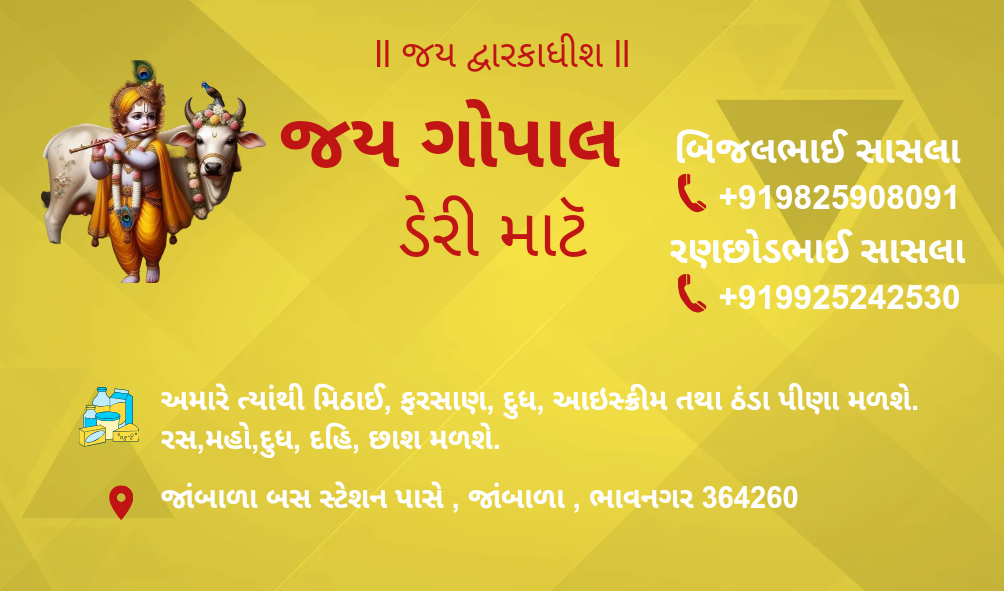 ॥ જય દ્વારકાધીશ ॥
જય ગોપાલ
ડેરી માર્ટ
બિજલભાઈ સાસલા
+919825908091
રણછોડભાઈ સાસલા
+919925242530
અમારે ત્યાંથી મિઠાઈ, ફરસાણ, દુધ, આઇસ્ક્રીમ તથા ઠંડા પીણા મળશે.
રસ,મહો,દુધ, દહિ, છાશ મળશે.
જાંબાળા બસ સ્ટેશન પાસે , જાંબાળા , ભાવનગર 364260